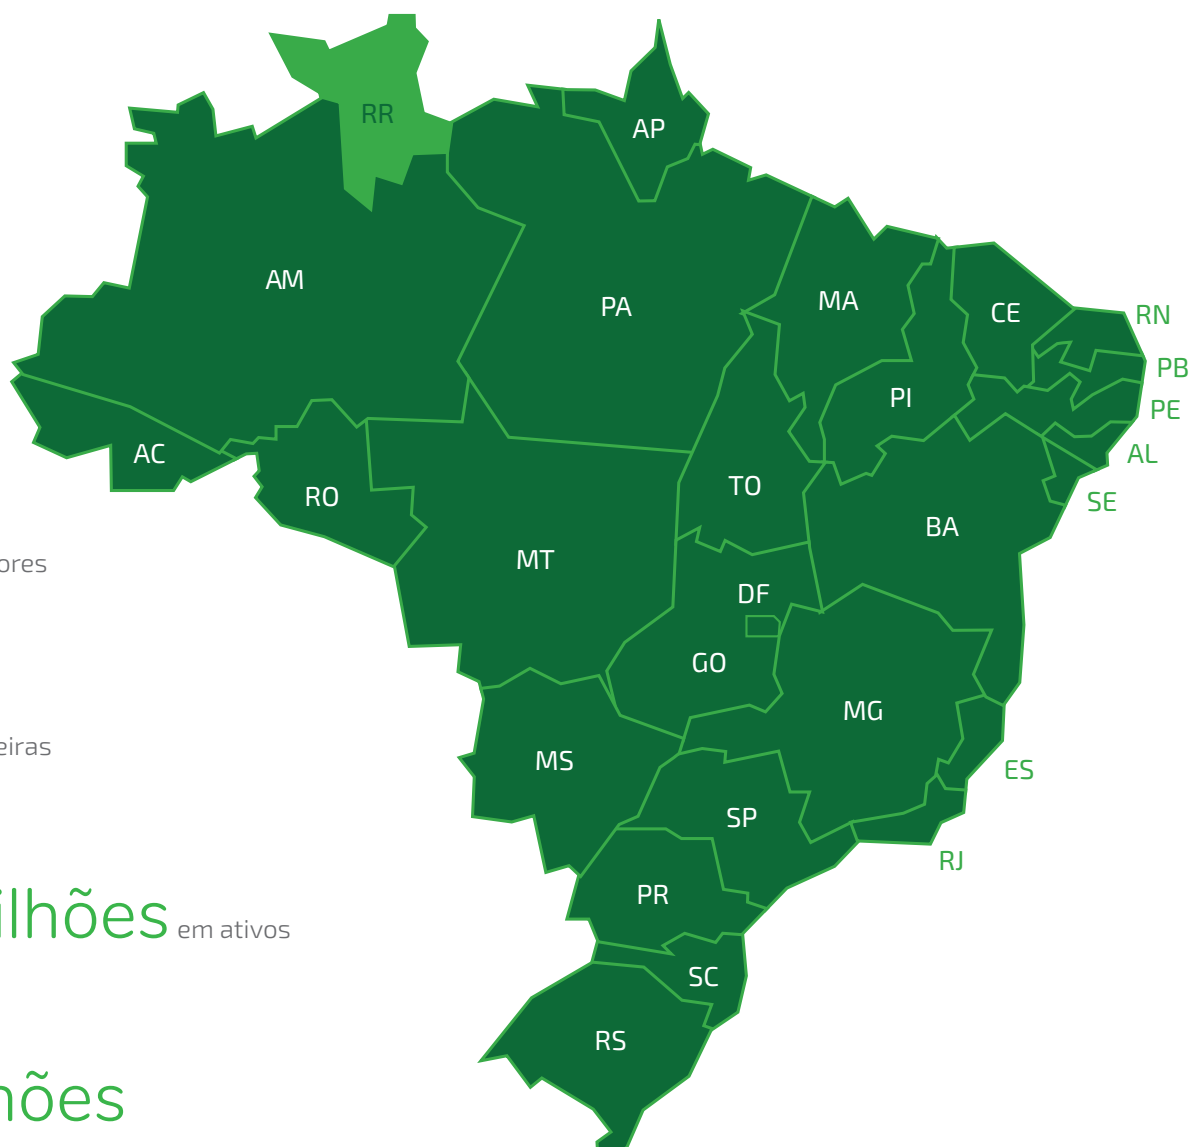 RR
AP
AM
PA
MA
CE
RN
PB
PI
PE
AC
AL
TO
RO
SE
BA
MT
ores
DF
GO
MG
eiras
MS
ES
SP
RJ
PR
ilhões em ativos
SC
RS
hões